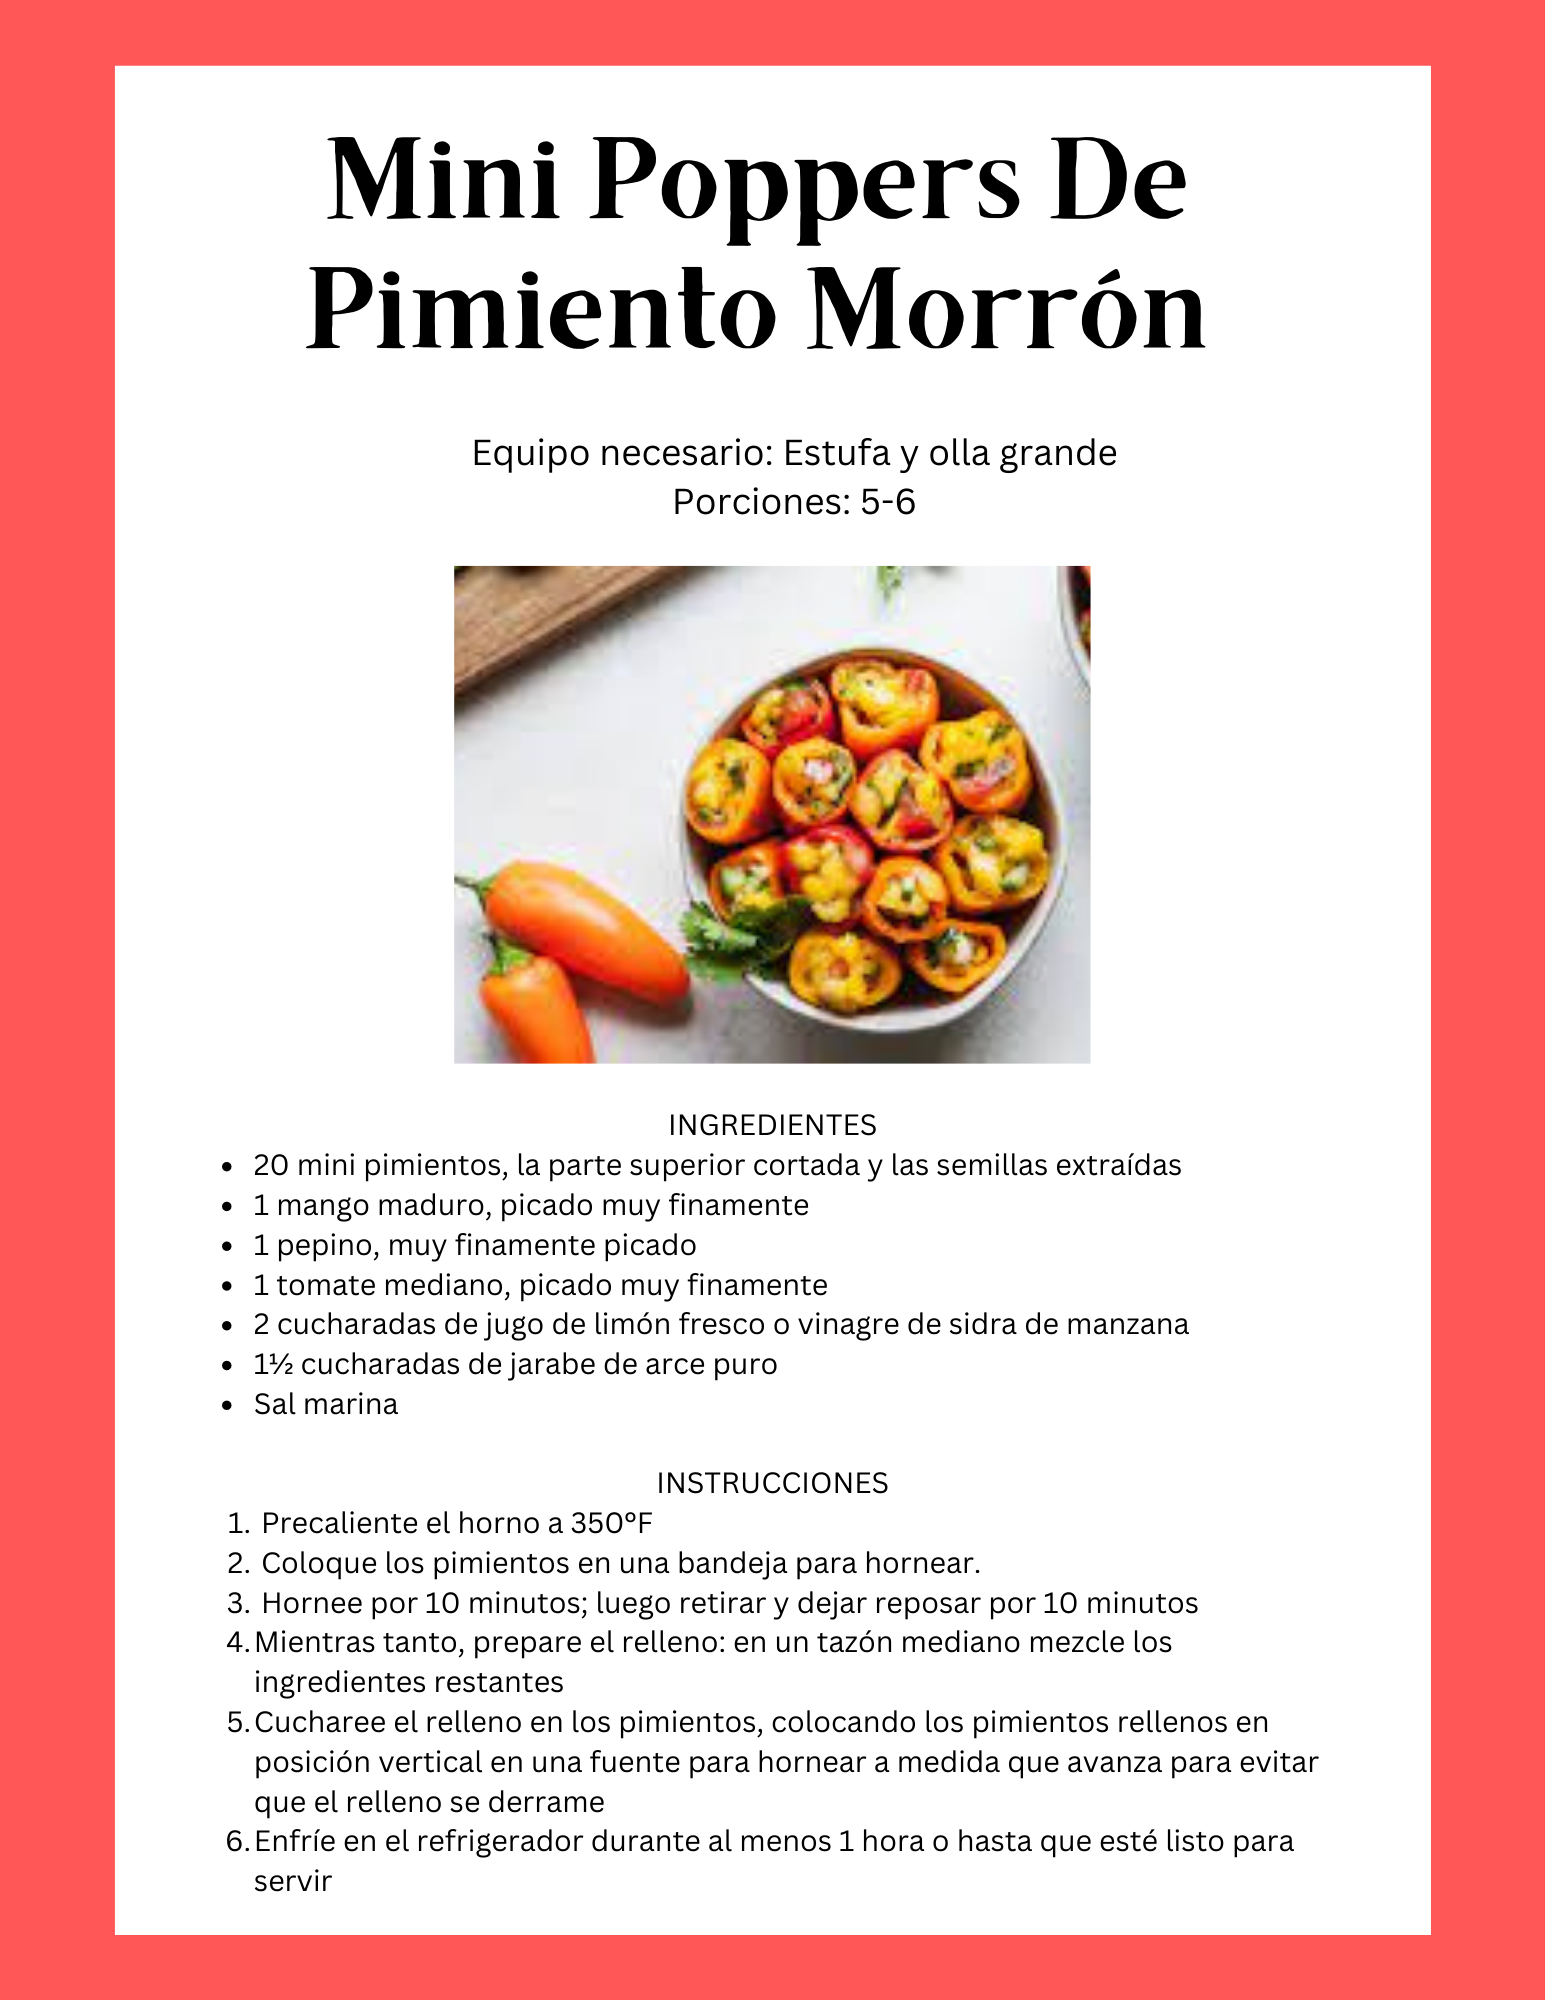 Mini Poppers De
Pimiento Morrón
Equipo necesario: Estufa y olla grande
Porciones: 5-6
INGREDIENTES
• 20 mini pimientos, la parte superior cortada y las semillas extraídas
• 1 mango maduro, picado muy finamente
• 1 pepino, muy finamente picado
• 1 tomate mediano, picado muy finamente
• 2 cucharadas de jugo de limón fresco o vinagre de sidra de manzana
• 1½ cucharadas de jarabe de arce puro
• Sal marina
INSTRUCCIONES
1. Precaliente el horno a 350°F
2. Coloque los pimientos en una bandeja para hornear.
3. Hornee por 10 minutos; luego retirar y dejar reposar por 10 minutos
4. Mientras tanto, prepare el relleno: en un tazón mediano mezcle los
ingredientes restantes
5. Cucharee el relleno en los pimientos, colocando los pimientos rellenos en
posición vertical en una fuente para hornear a medida que avanza para evitar
que el relleno se derrame
6. Enfríe en el refrigerador durante al menos 1 hora o hasta que esté listo para
servir